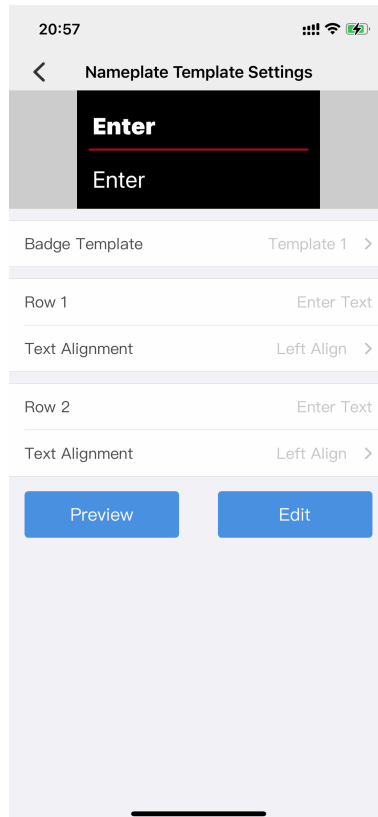 20:57
Nameplate Template Settings
Enter
Enter
Badge Template Template 1
Row 1 Enter Text
Text Alignment Left Align
Row 2 Enter Text
Text Alignment Left Align
Preview Edit